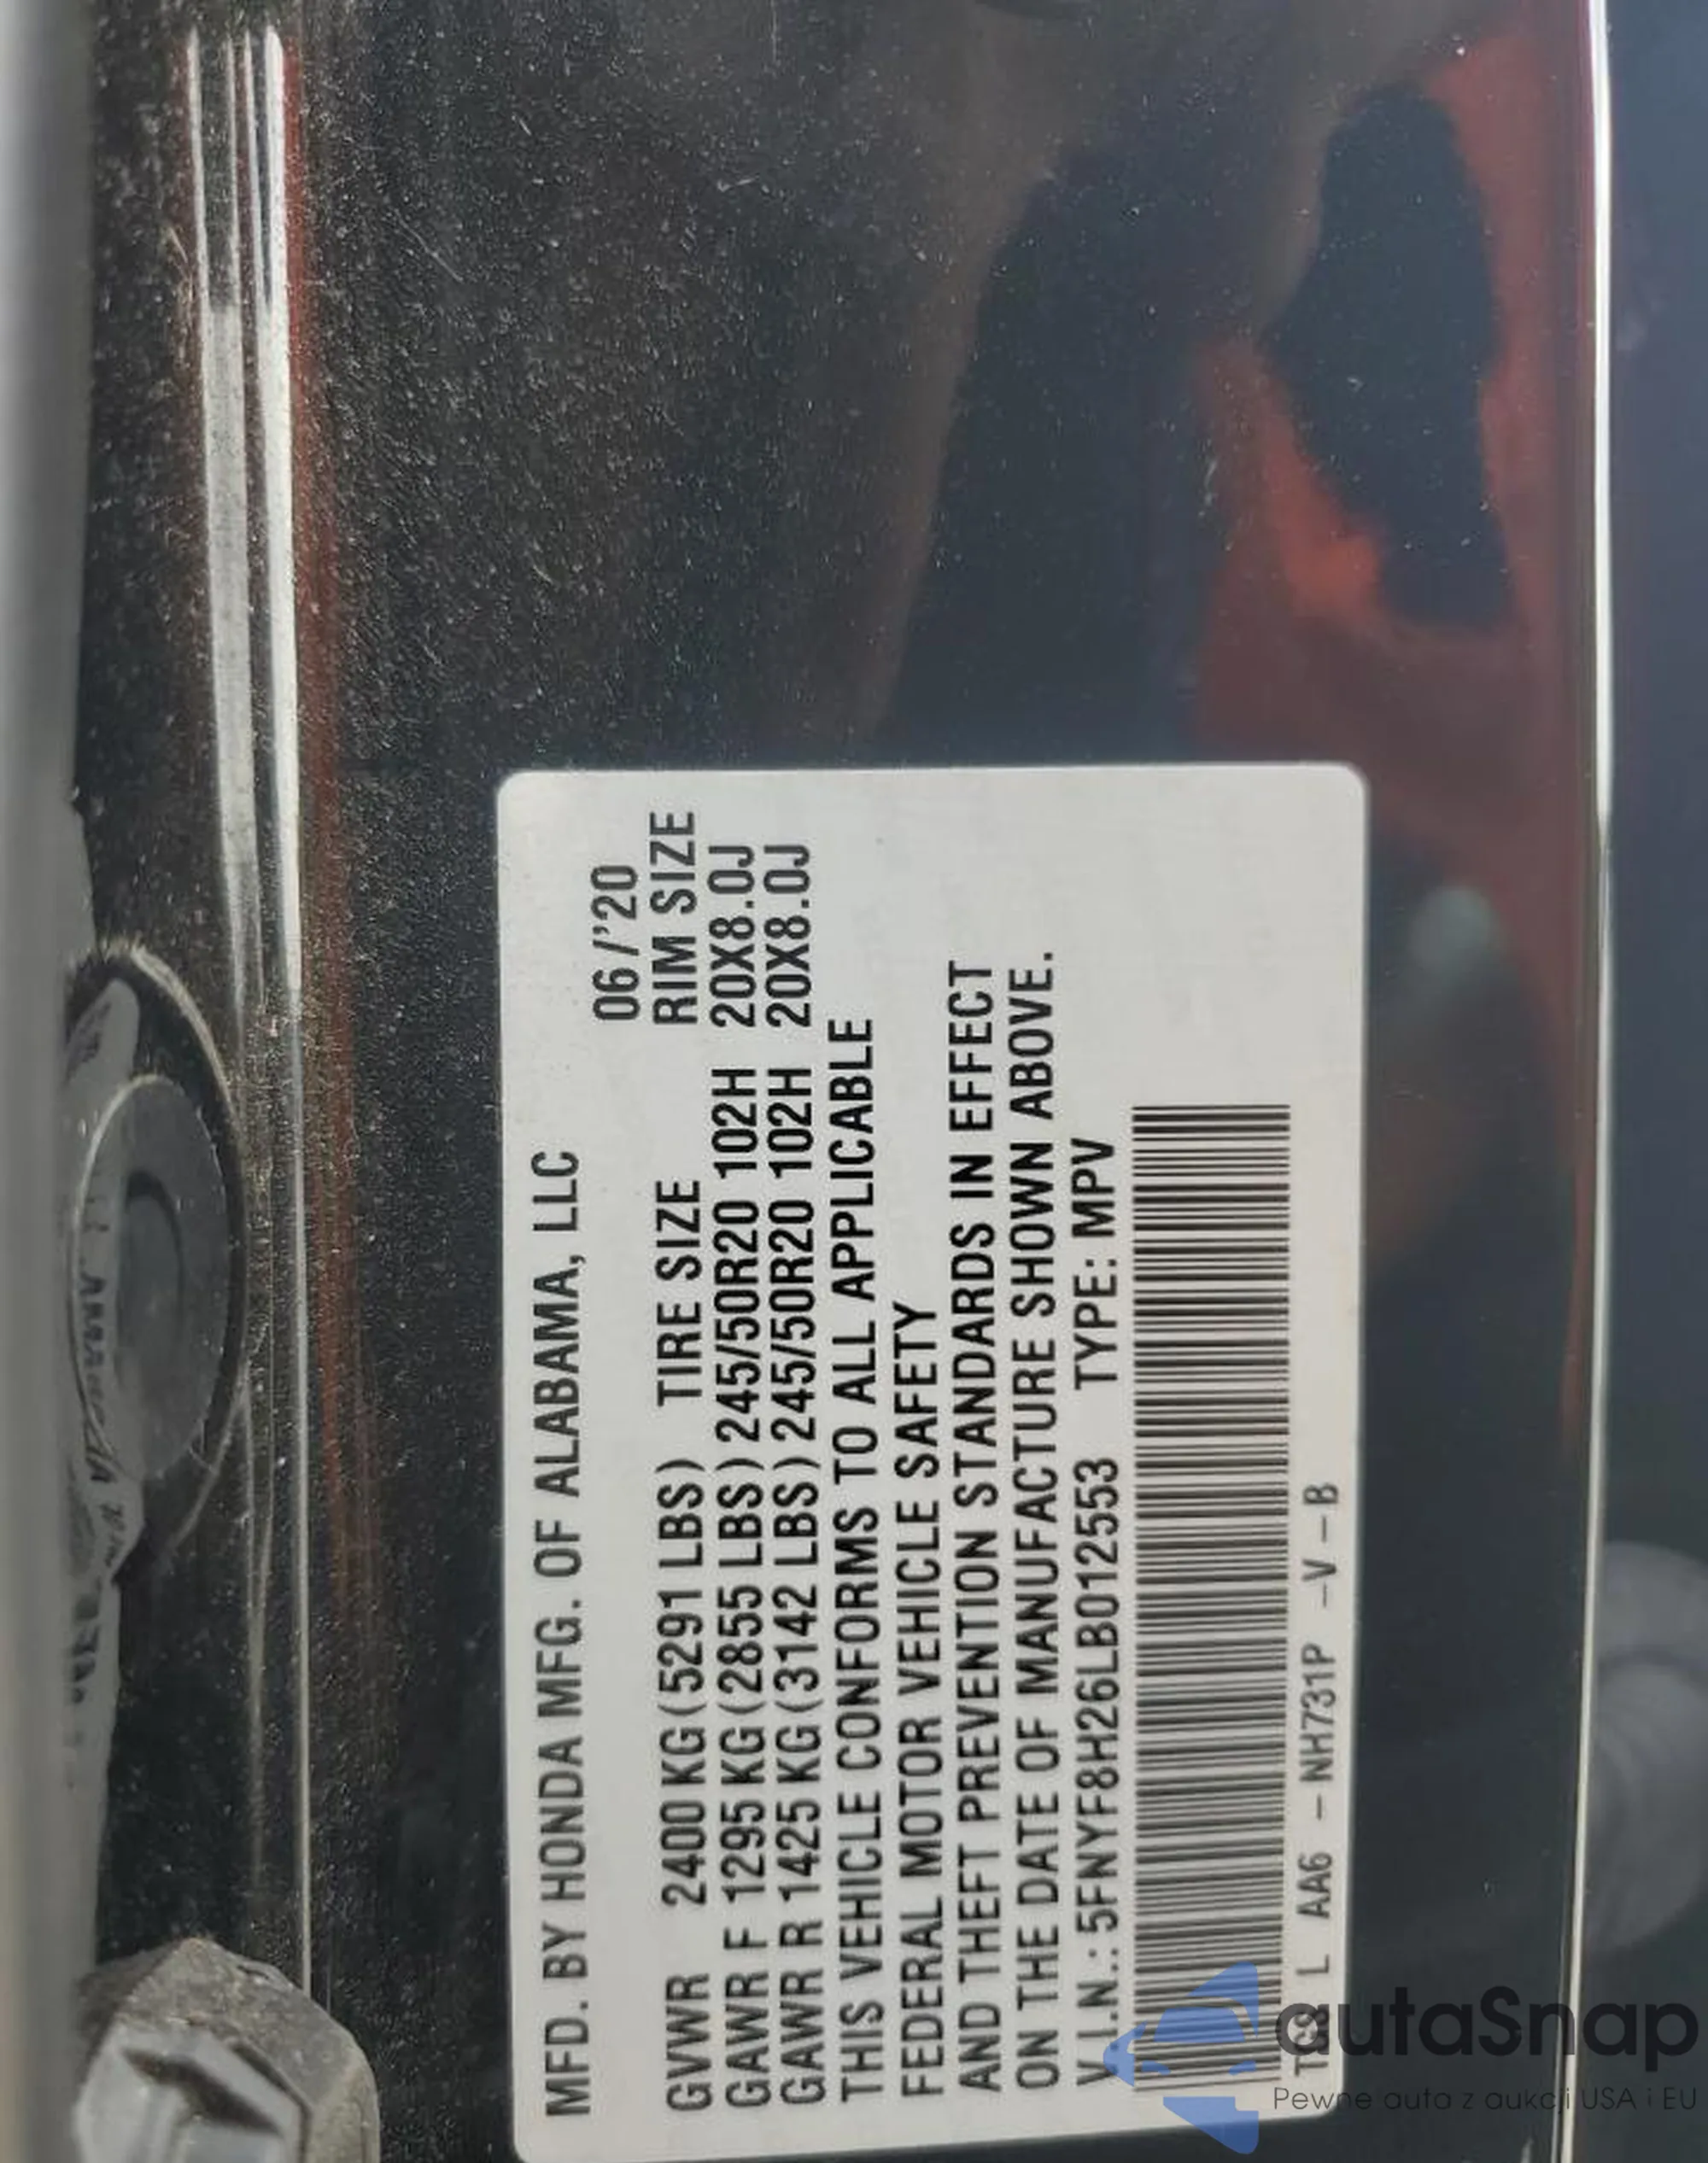 MFD. BY HONDA MFG. OF ALABAMA, LLC
06/'20
GVWR 2400 KG (5291 LBS) TIRE SIZE RIM SIZE
GAWR F 1295 KG (2855 LBS) 245/50R20 102H 20X8.0J
GAWR R 1425 KG (3142 LBS) 245/50R20 102H 20X8.0J
THIS VEHICLE CONFORMS TO ALL APPLICABLE
FEDERAL MOTOR VEHICLE SAFETY
AND THEFT PREVENTION STANDARDS IN EFFECT
ON THE DATE OF MANUFACTURE SHOWN ABOVE.
V.I.N.: 5FNYF8H26LB012553 TYPE: MPV
L AA6 - NH731P - V - B
autaSnap
Pewne auta z aukcji USA i EU